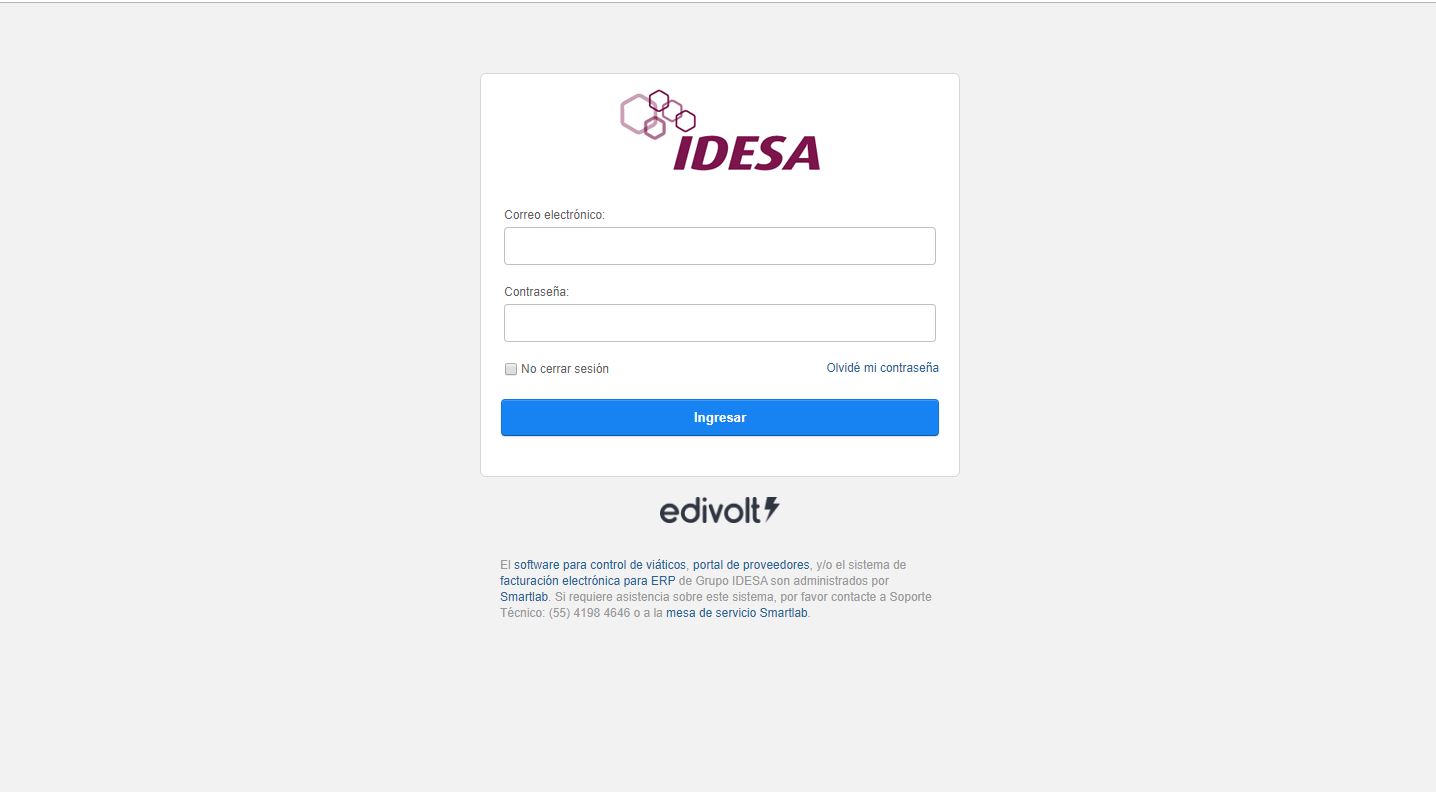 IDESA
Correo electrónico:
Contraseña:
No cerrar sesión
Olvidé mi contraseña
Ingresar
edivolt
El software para control de viáticos, portal de proveedores, y/o el sistema de
facturación electrónica para ERP de Grupo IDESA son administrados por
Smartlab. Si requiere asistencia sobre este sistema, por favor contacte a Soporte
Técnico: (55) 4198 4646 o a la mesa de servicio Smartlab.